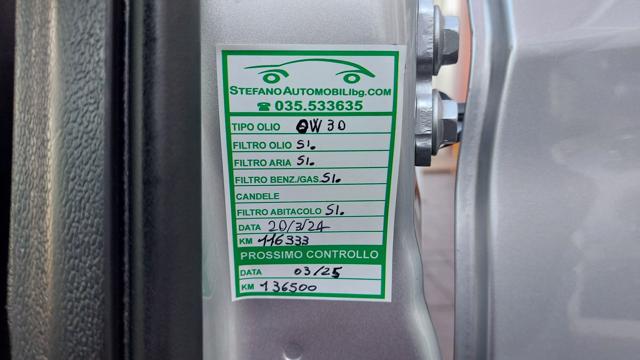 STEFANOAUTOMOBILIbg.COM
☎ 035.533635
TIPO OLIO 0W30
FILTRO OLIO SI.
FILTRO ARIA SI.
FILTRO BENZ./GAS. SI.
CANDELE
FILTRO ABITACOLO SI.
DATA 20/3/24
KM 116333
PROSSIMO CONTROLLO
DATA 03/25
KM 136500